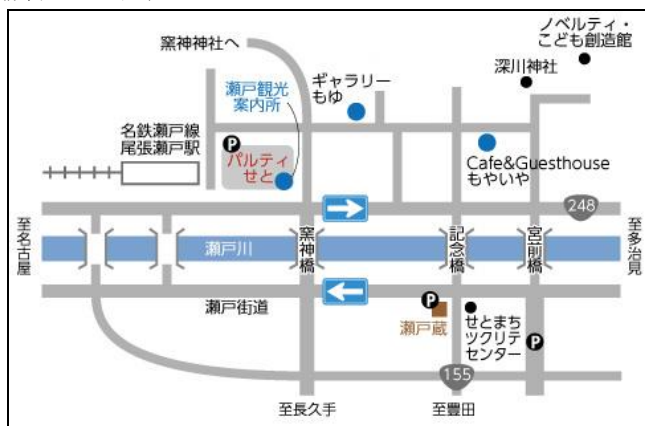 ノベルティ・
こども創造館
窯神神社へ
深川神社
瀬戸観光
案内所
ギャラリー
もゆ
名鉄瀬戸線
尾張瀬戸駅
P
パルティ
せと
Cafe&Guesthouse
もやいや
248
至名古屋
瀬戸川
窯神橋
記念橋
宮前橋
至多治見
瀬戸街道
P
瀬戸蔵
せとまち
ツクリテ
センター
P
155
至長久手
至豊田